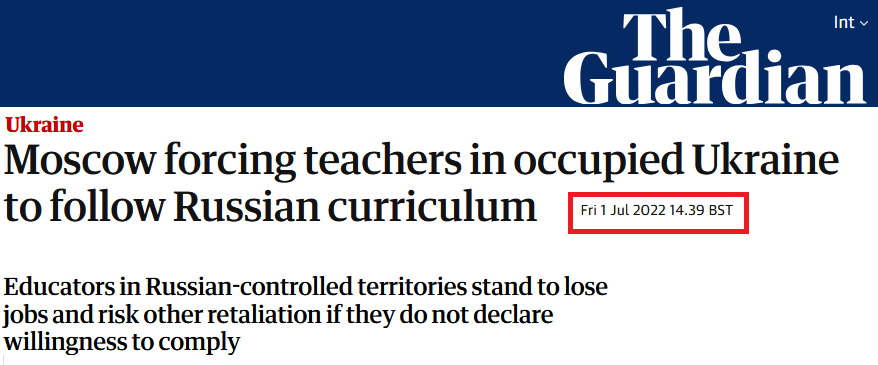 Int
The
Guardian
Ukraine
Moscow forcing teachers in occupied Ukraine
to follow Russian curriculum
Fri 1 Jul 2022 14.39 BST
Educators in Russian-controlled territories stand to lose
jobs and risk other retaliation if they do not declare
willingness to comply